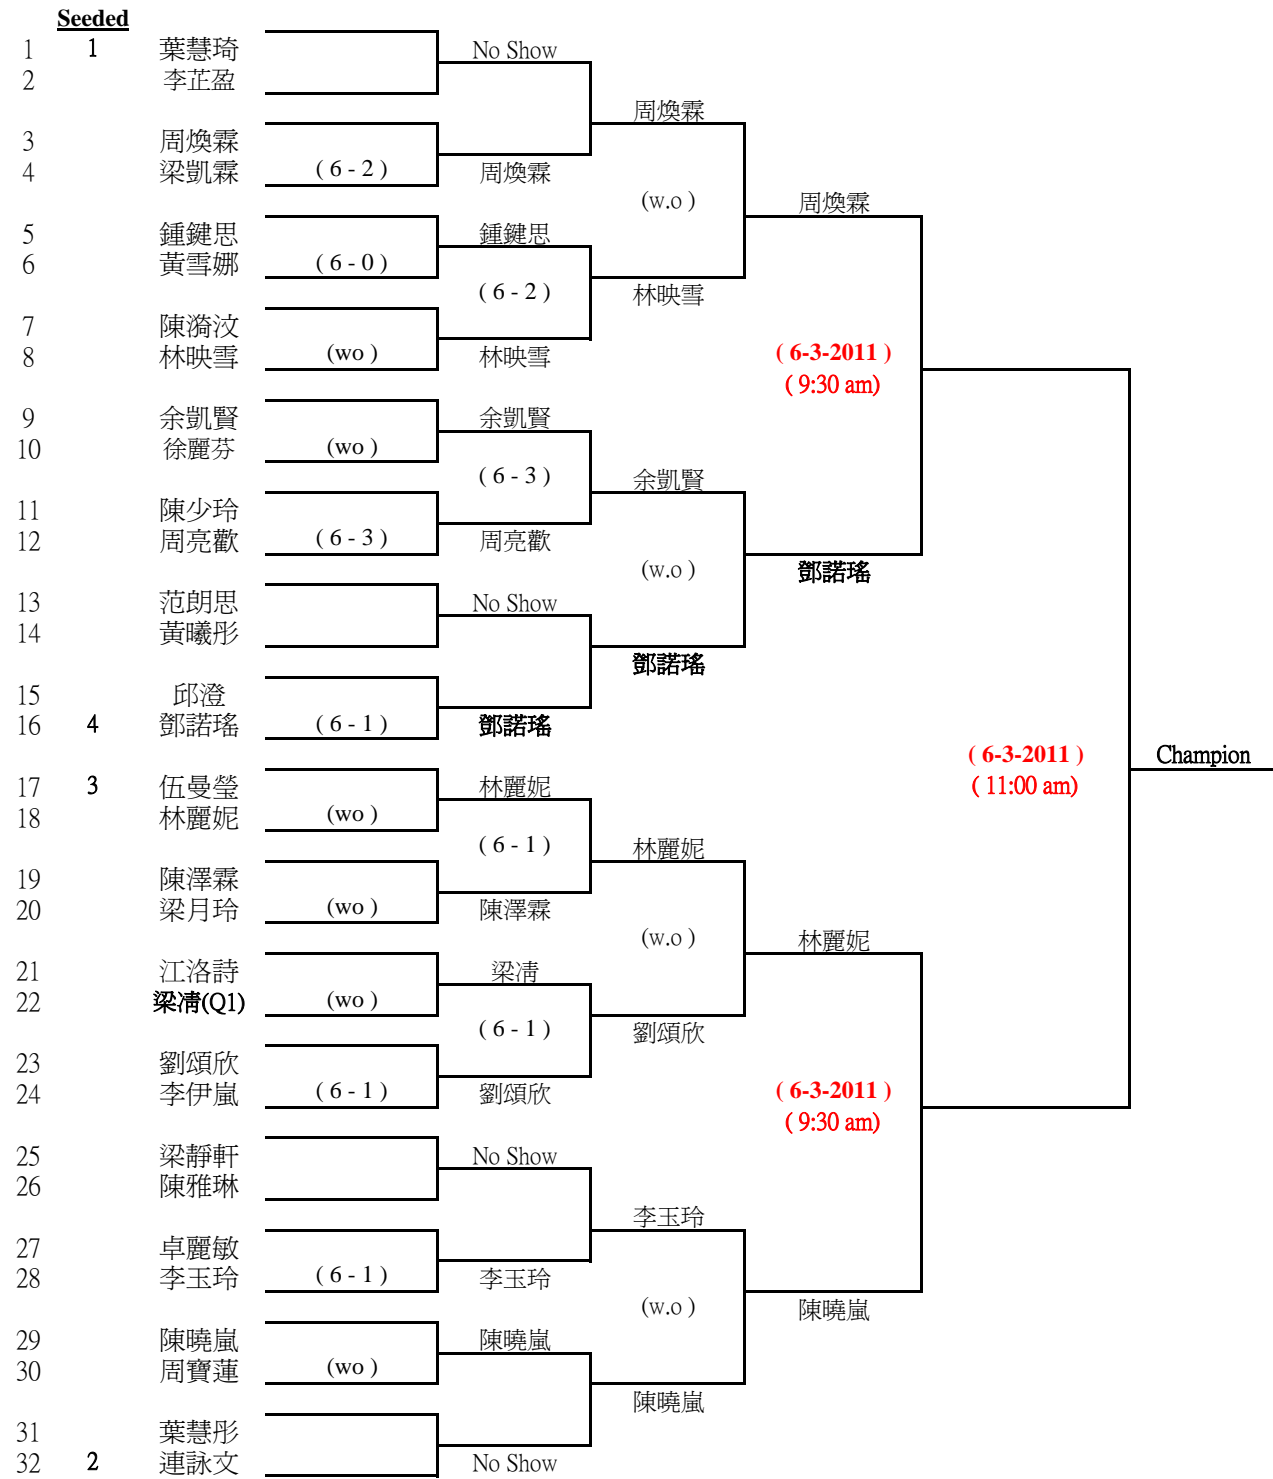 Seeded
1 1 葉慧琦 No Show
2 李芷盈
周煥霖
3 周煥霖
4 梁凱霖 ( 6 - 2 ) 周煥霖
(w.o ) 周煥霖
5 鍾鍵思 鍾鍵思
6 黃雪娜 ( 6 - 0 )
( 6 - 2 ) 林映雪
7 陳漪汶
8 林映雪 (wo ) 林映雪 ( 6-3-2011 )
( 9:30 am)
9 余凱賢 余凱賢
10 徐麗芬 (wo )
( 6 - 3 ) 余凱賢
11 陳少玲
12 周亮歡 ( 6 - 3 ) 周亮歡
(w.o ) 鄧諾瑤
13 范朗思 No Show
14 黃曦彤
鄧諾瑤
15 邱澄
16 4 鄧諾瑤 ( 6 - 1 ) 鄧諾瑤
( 6-3-2011 ) Champion
17 3 伍曼瑩 林麗妮 ( 11:00 am)
18 林麗妮 (wo )
( 6 - 1 ) 林麗妮
19 陳澤霖
20 梁月玲 (wo ) 陳澤霖
(w.o ) 林麗妮
21 江洛詩 梁凊
22 梁凊(Q1) (wo )
( 6 - 1 ) 劉頌欣
23 劉頌欣
24 李伊嵐 ( 6 - 1 ) 劉頌欣 ( 6-3-2011 )
( 9:30 am)
25 梁靜軒 No Show
26 陳雅琳
李玉玲
27 卓麗敏
28 李玉玲 ( 6 - 1 ) 李玉玲
(w.o ) 陳曉嵐
29 陳曉嵐 陳曉嵐
30 周寶蓮 (wo )
陳曉嵐
31 葉慧彤
32 2 連詠文 No Show